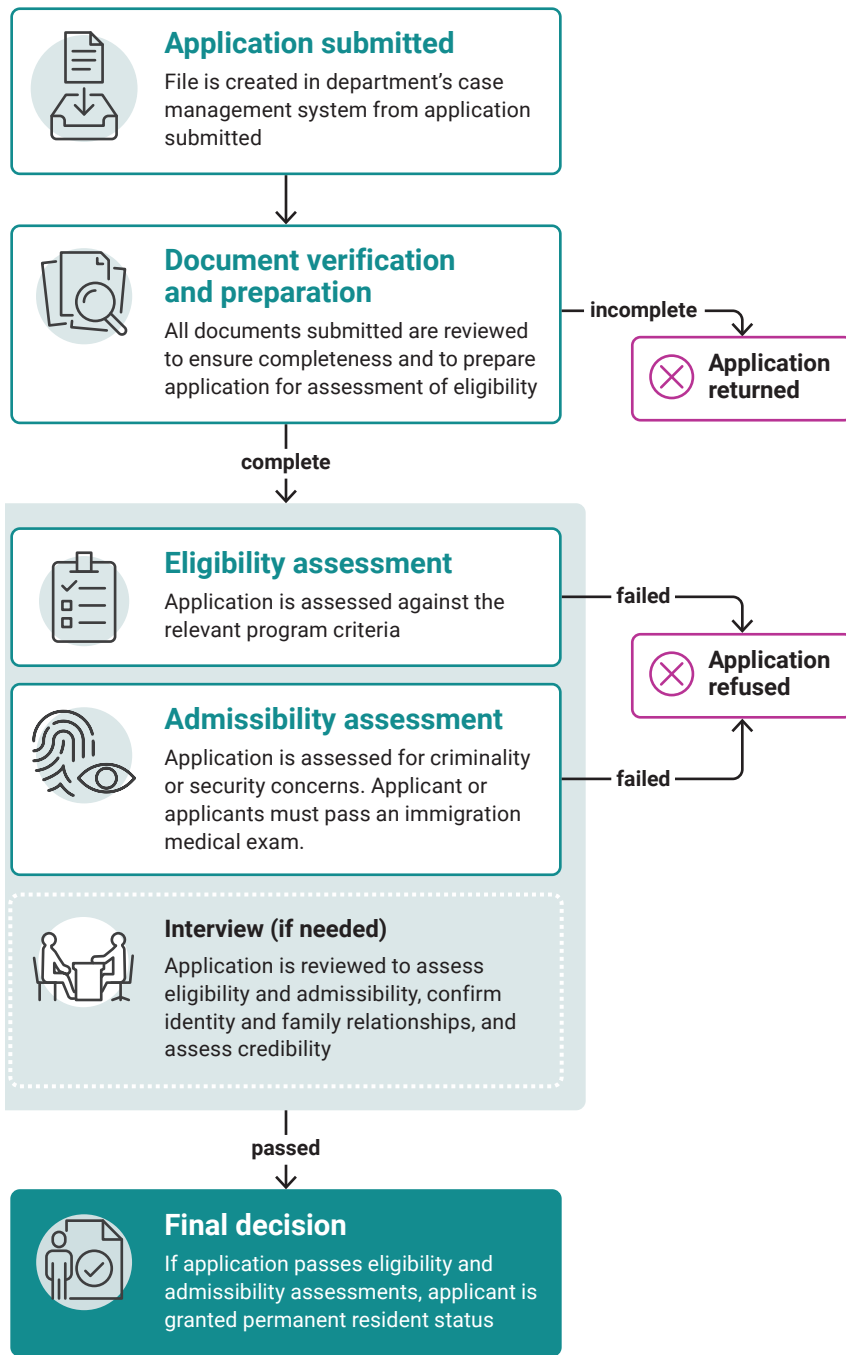 Application submitted
File is created in department’s case
management system from application
submitted
Document verification
and preparation
All documents submitted are reviewed
to ensure completeness and to prepare
application for assessment of eligibility
incomplete
Application
returned
complete
Eligibility assessment
Application is assessed against the
relevant program criteria
failed
Application
refused
Admissibility assessment
Application is assessed for criminality
or security concerns. Applicant or
applicants must pass an immigration
medical exam.
failed
Interview (if needed)
Application is reviewed to assess
eligibility and admissibility, confirm
identity and family relationships, and
assess credibility
passed
Final decision
If application passes eligibility and
admissibility assessments, applicant is
granted permanent resident status